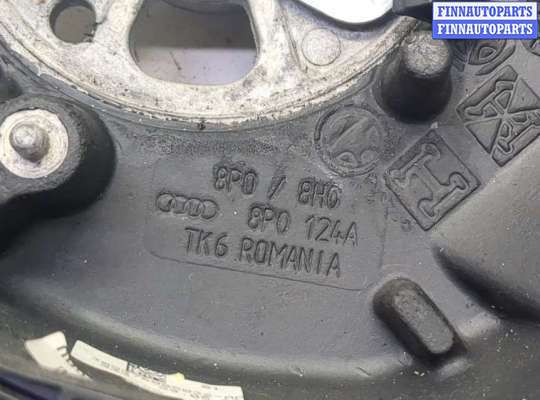 FINNAUTOPARTS
FINNAUTOPARTS
8P0 / 8H0
8P0 124A
TK6 ROMANIA